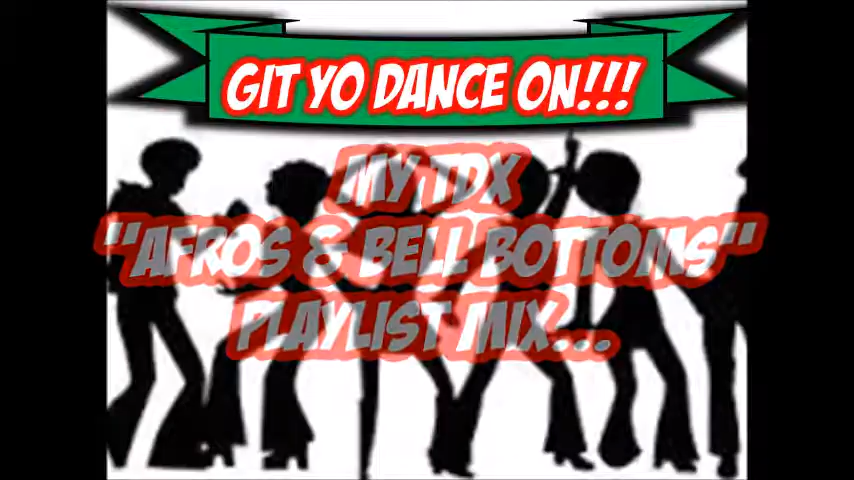 GIT YO DANCE ON!!!
MY TDX
"AFROS & BELL BOTTOMS"
PLAYLIST MIX...